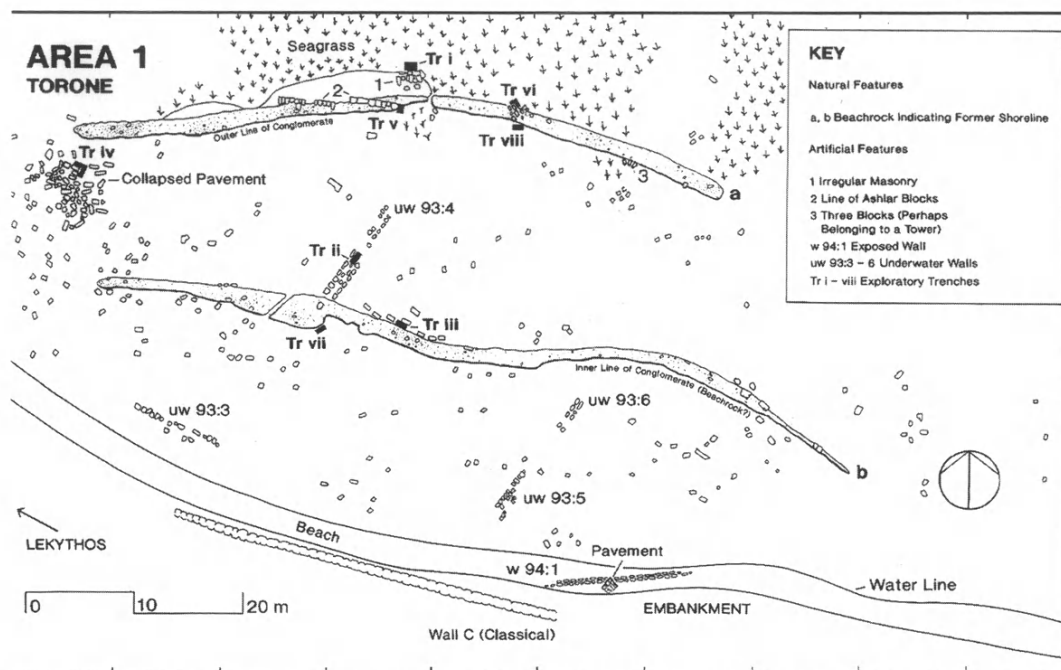 AREA 1
TORONE
Seagrass
Tr i
1
2
Tr v
Tr vi
Tr viii
Outer Line of Conglomerate
3
a
Tr iv
Collapsed Pavement
uw 93:4
Tr ii
Tr iii
Tr vii
Inner Line of Conglomerate (Beachrock?)
uw 93:3
uw 93:6
uw 93:5
b
LEKYTHOS
Beach
w 94:1
Pavement
Water Line
EMBANKMENT
Wall C (Classical)
0 10 20 m
KEY
Natural Features
a, b Beachrock Indicating Former Shoreline
Artificial Features
1 Irregular Masonry
2 Line of Ashlar Blocks
3 Three Blocks (Perhaps
Belonging to a Tower)
w 94:1 Exposed Wall
uw 93:3 – 6 Underwater Walls
Tr i – viii Exploratory Trenches